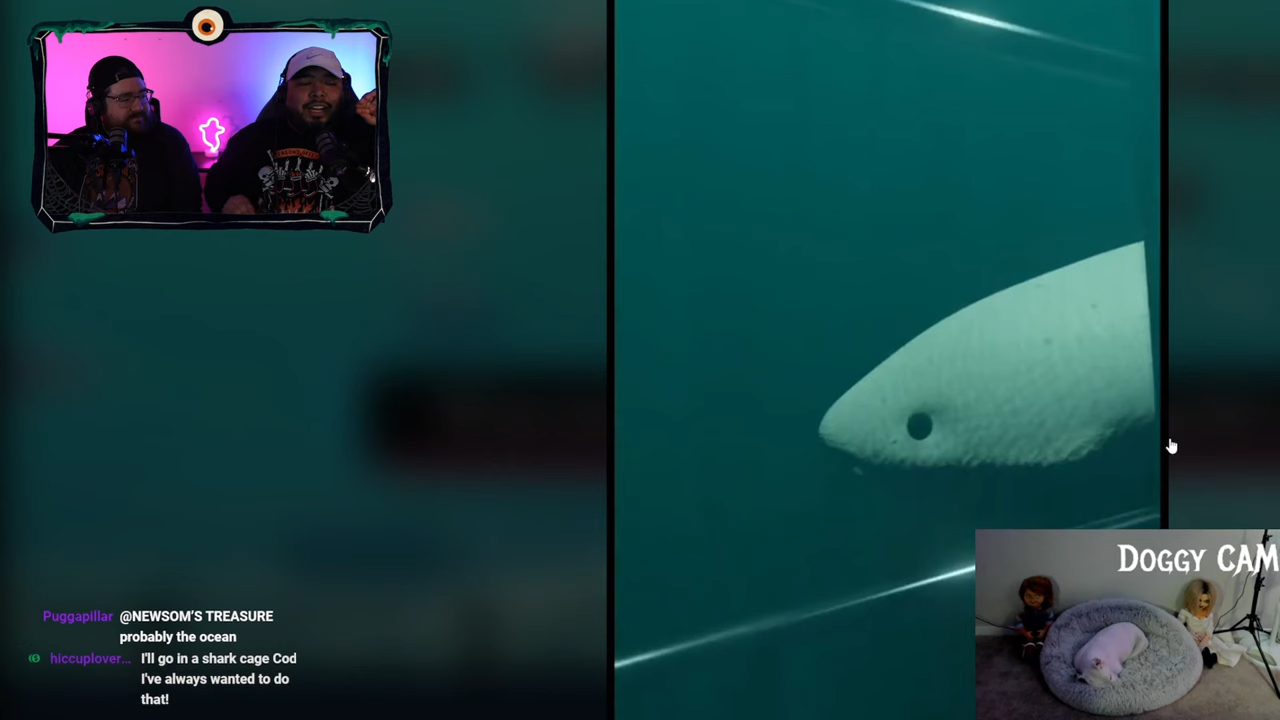 Puggapillar @NEWSOM'S TREASURE
probably the ocean
hiccuplover... I'll go in a shark cage Cod
I've always wanted to do
that!
DOGGY CAM